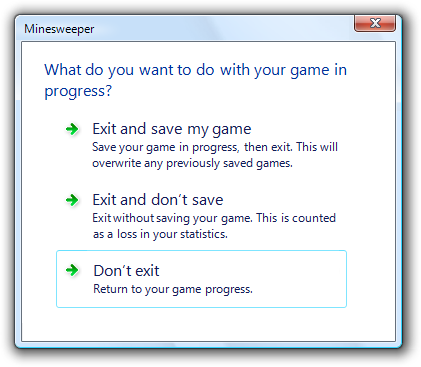 Minesweeper
What do you want to do with your game in
progress?
Exit and save my game
Save your game in progress, then exit. This will
overwrite any previously saved games.
Exit and don't save
Exit without saving your game. This is counted
as a loss in your statistics.
Don't exit
Return to your game progress.